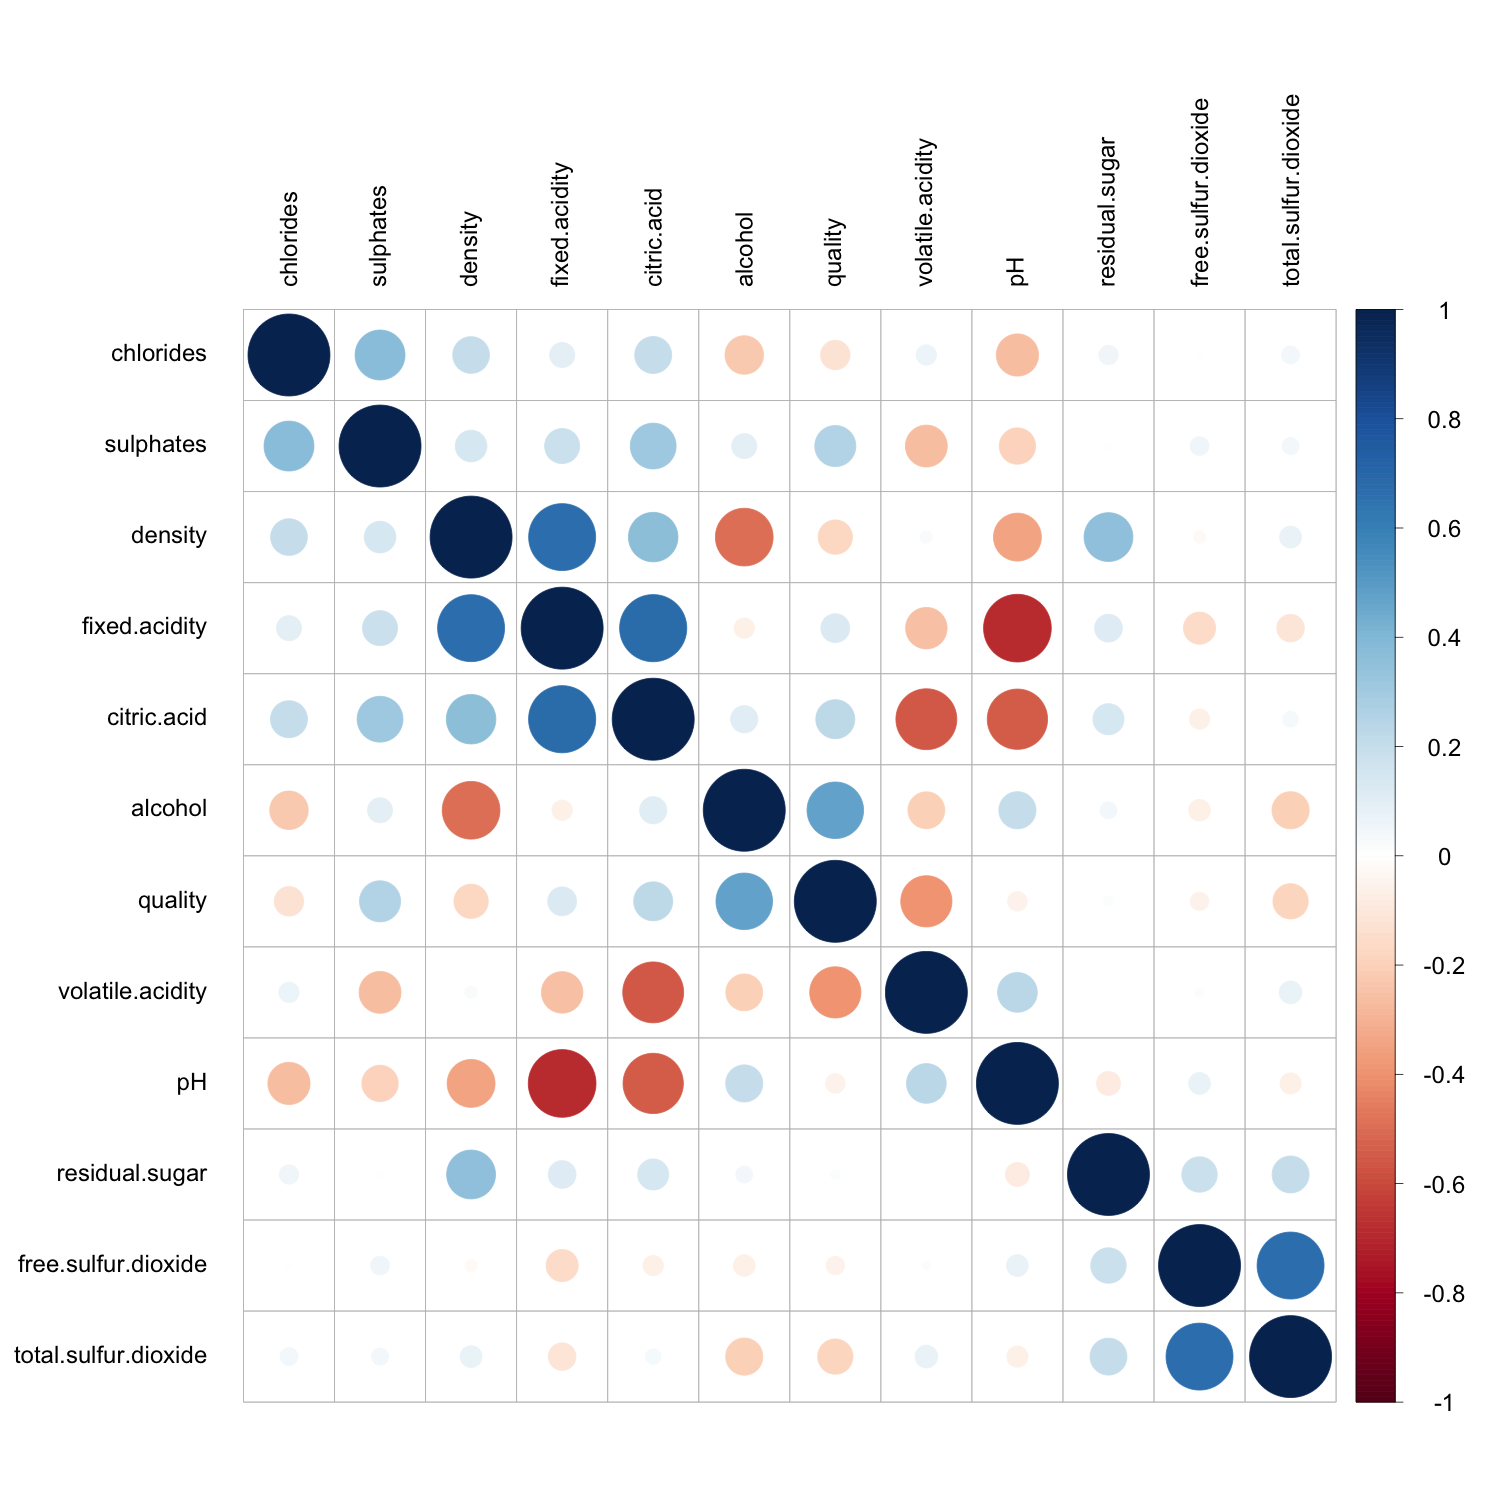 chlorides
sulphates
density
fixed.acidity
citric.acid
alcohol
quality
volatile.acidity
pH
residual.sugar
free.sulfur.dioxide
total.sulfur.dioxide
chlorides
sulphates
density
fixed.acidity
citric.acid
alcohol
quality
volatile.acidity
pH
residual.sugar
free.sulfur.dioxide
total.sulfur.dioxide
1
0.8
0.6
0.4
0.2
0
-0.2
-0.4
-0.6
-0.8
-1